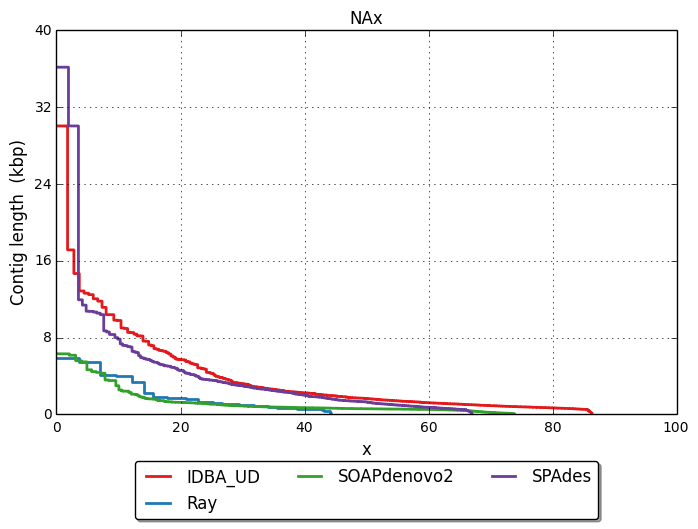 NAx
40
32
24
16
8
0
Contig length (kbp)
0 20 40 60 80 100
x
IDBA_UD SOAPdenovo2 SPAdes
Ray